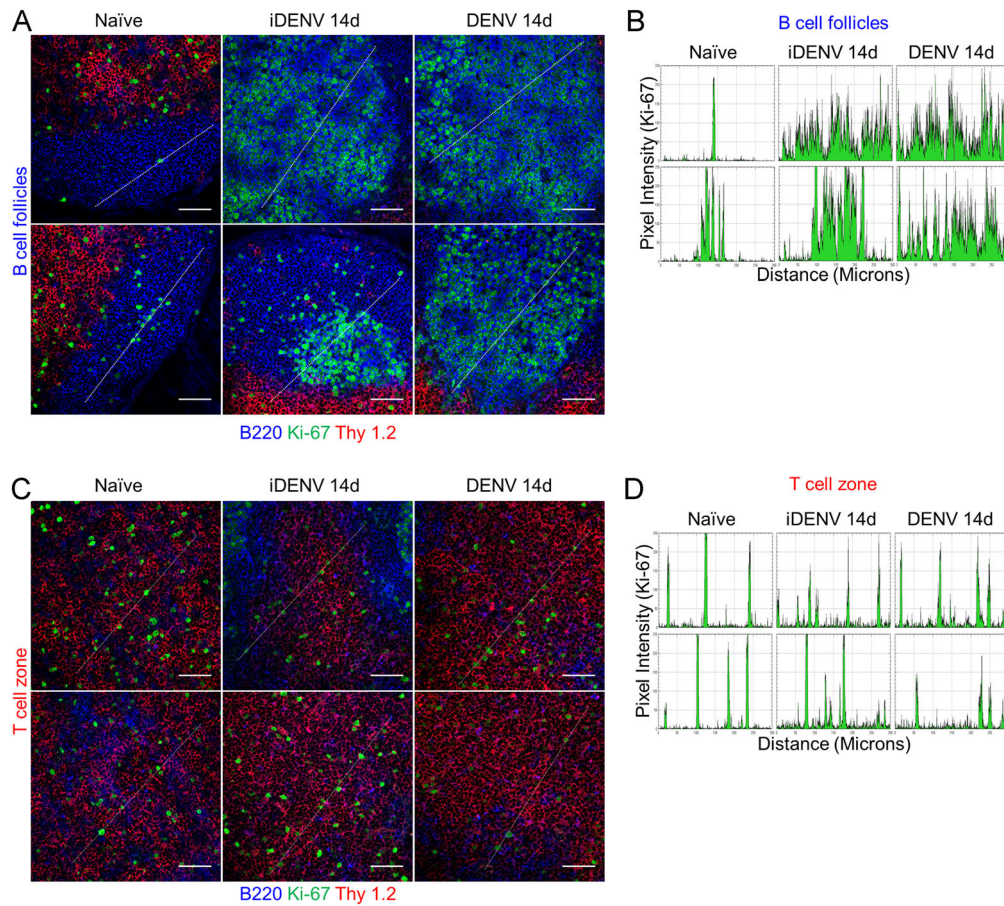 A
Naïve iDENV 14d DENV 14d
B cell follicles
B220 Ki-67 Thy 1.2
B
B cell follicles
Naïve iDENV 14d DENV 14d
Pixel Intensity (Ki-67)
Distance (Microns)
C
Naïve iDENV 14d DENV 14d
T cell zone
B220 Ki-67 Thy 1.2
D
T cell zone
Naïve iDENV 14d DENV 14d
Pixel Intensity (Ki-67)
Distance (Microns)